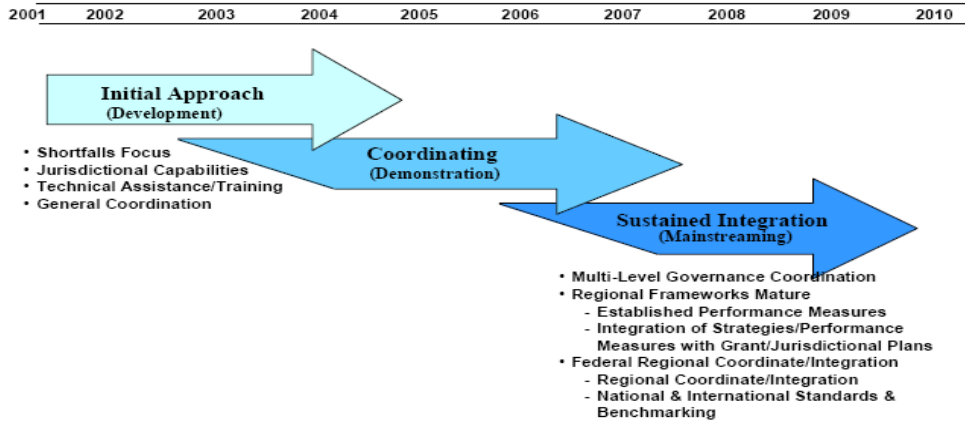 2001 2002 2003 2004 2005 2006 2007 2008 2009 2010
Initial Approach
(Development)
Coordinating
(Demonstration)
• Shortfalls Focus
• Jurisdictional Capabilities
• Technical Assistance/Training
• General Coordination
Sustained Integration
(Mainstreaming)
• Multi-Level Governance Coordination
• Regional Frameworks Mature
- Established Performance Measures
- Integration of Strategies/Performance
Measures with Grant/Jurisdictional Plans
• Federal Regional Coordinate/Integration
- Regional Coordinate/Integration
- National & International Standards &
Benchmarking